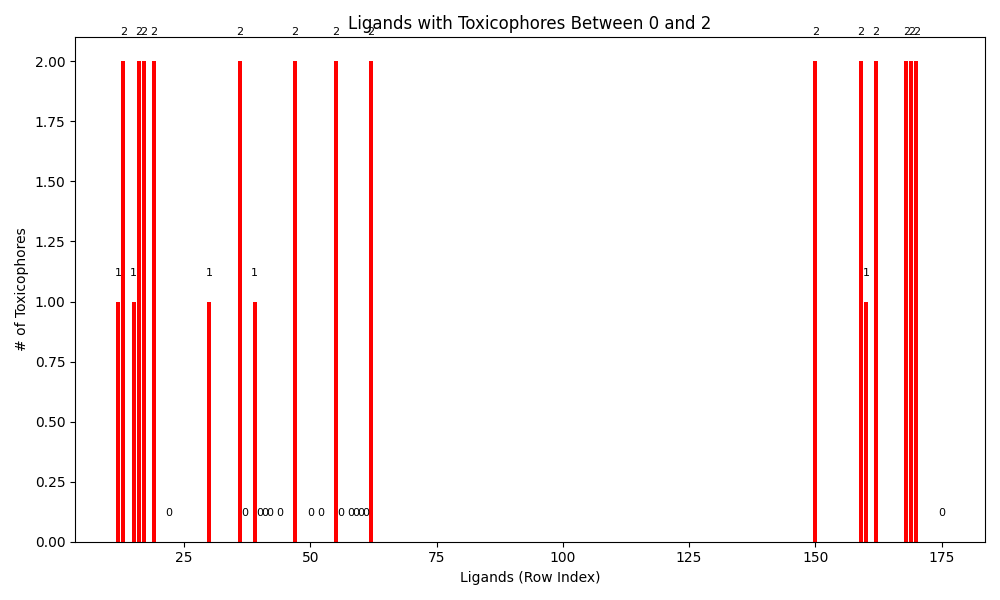 Ligands with Toxicophores Between 0 and 2
2 2 2 2 2 2 2 2 2 2 2 2 2 2
2.00
1.75
1.50
1.25
1 1 1 1 1
1.00
0.75
0.50
0.25
0 0 0 0 0 0 0 0 0 0 0 0 0 0
0.00
25 50 75 100 125 150 175
# of Toxicophores
Ligands (Row Index)